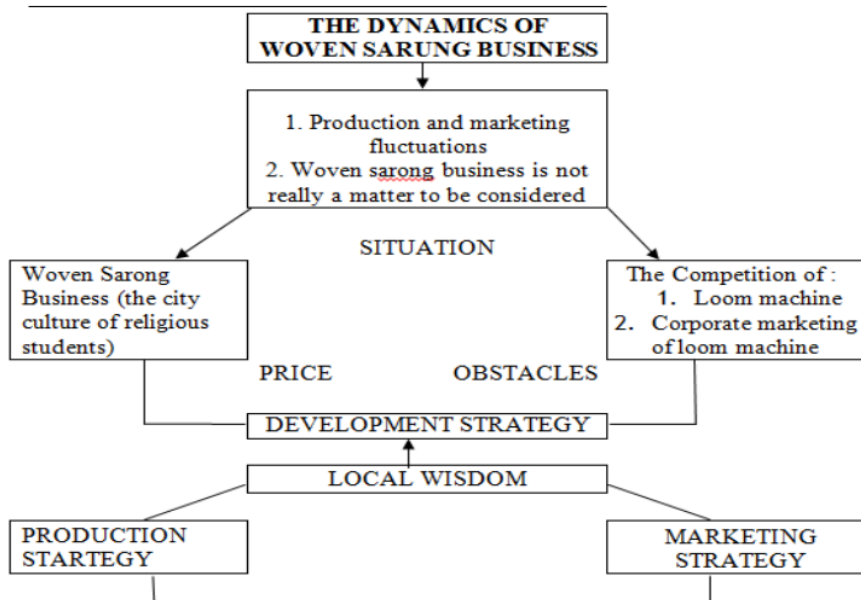 THE DYNAMICS OF
WOVEN SARUNG BUSINESS
1. Production and marketing
fluctuations
2. Woven sarong business is not
really a matter to be considered
SITUATION
Woven Sarong
Business (the city
culture of religious
students)
The Competition of :
1. Loom machine
2. Corporate marketing
of loom machine
PRICE
OBSTACLES
DEVELOPMENT STRATEGY
LOCAL WISDOM
PRODUCTION
STARTEGY
MARKETING
STRATEGY